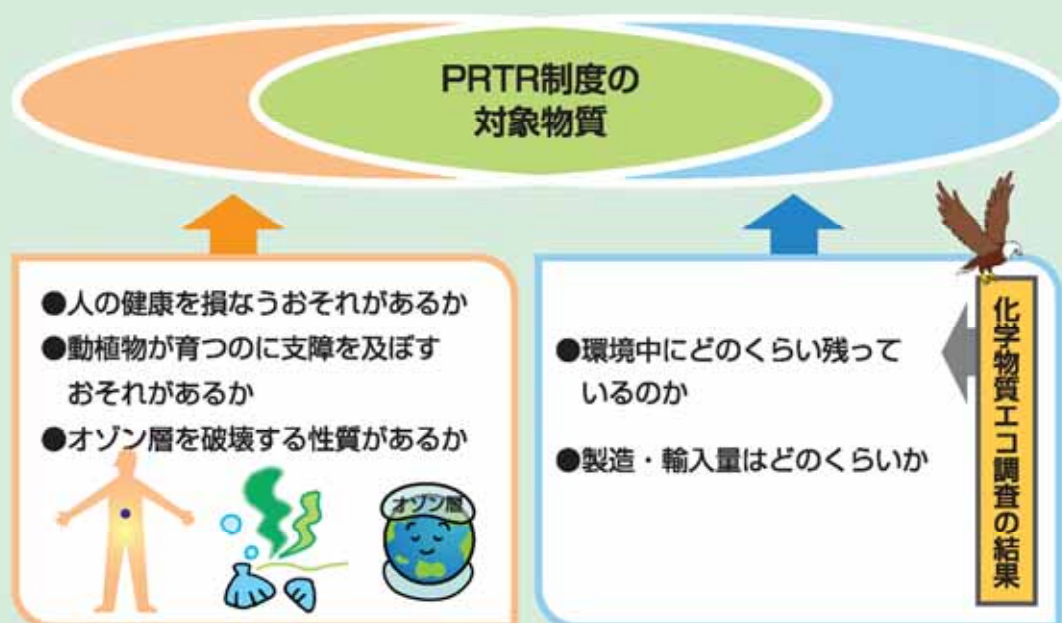 PRTR制度の
対象物質
●人の健康を損なうおそれがあるか
●動植物が育つのに支障を及ぼす
おそれがあるか
●オゾン層を破壊する性質があるか
オゾン層
●環境中にどのくらい残って
いるのか
●製造・輸入量はどのくらいか
化学物質エコ調査の結果